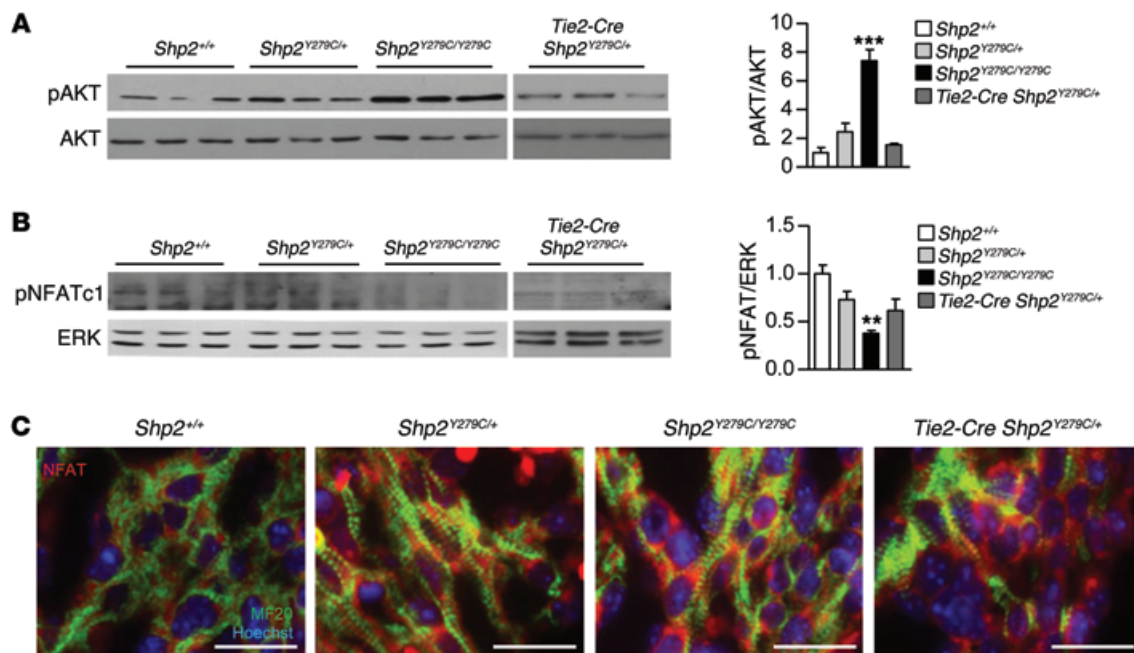 A
Shp2+/+
Shp2Y279C/+
Shp2Y279C/Y279C
Tie2-Cre
Shp2Y279C/+
pAKT
AKT
pAKT/AKT
10
8
6
4
2
0
***
Shp2+/+
Shp2Y279C/+
Shp2Y279C/Y279C
Tie2-Cre Shp2Y279C/+
B
Shp2+/+
Shp2Y279C/+
Shp2Y279C/Y279C
Tie2-Cre
Shp2Y279C/+
pNFATc1
ERK
pNFAT/ERK
1.5
1.0
0.5
0.0
**
Shp2+/+
Shp2Y279C/+
Shp2Y279C/Y279C
Tie2-Cre Shp2Y279C/+
C
Shp2+/+
Shp2Y279C/+
Shp2Y279C/Y279C
Tie2-Cre Shp2Y279C/+
NFAT
MF20
Hoechst